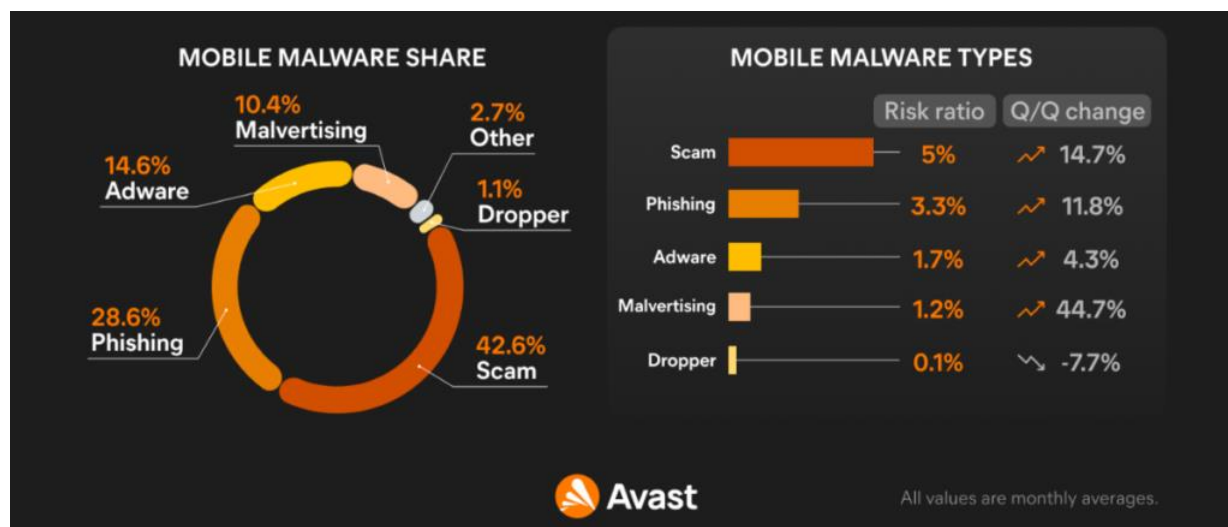 MOBILE MALWARE SHARE
10.4%
Malvertising
2.7%
Other
14.6%
Adware
1.1%
Dropper
28.6%
Phishing
42.6%
Scam
MOBILE MALWARE TYPES
Risk ratio Q/Q change
Scam 5% 14.7%
Phishing 3.3% 11.8%
Adware 1.7% 4.3%
Malvertising 1.2% 44.7%
Dropper 0.1% -7.7%
Avast
All values are monthly averages.